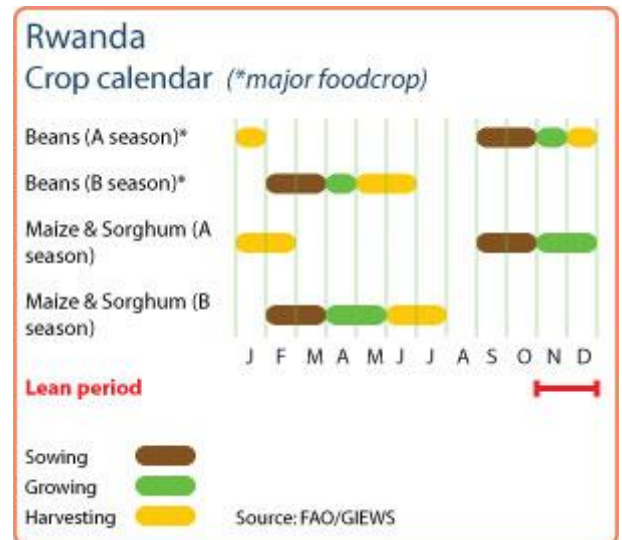 Rwanda
Crop calendar (*major foodcrop)
Beans (A season)*
Beans (B season)*
Maize & Sorghum (A
season)
Maize & Sorghum (B
season)
J F M A M J J A S O N D
Lean period
Sowing
Growing
Harvesting
Source: FAO/GIEWS